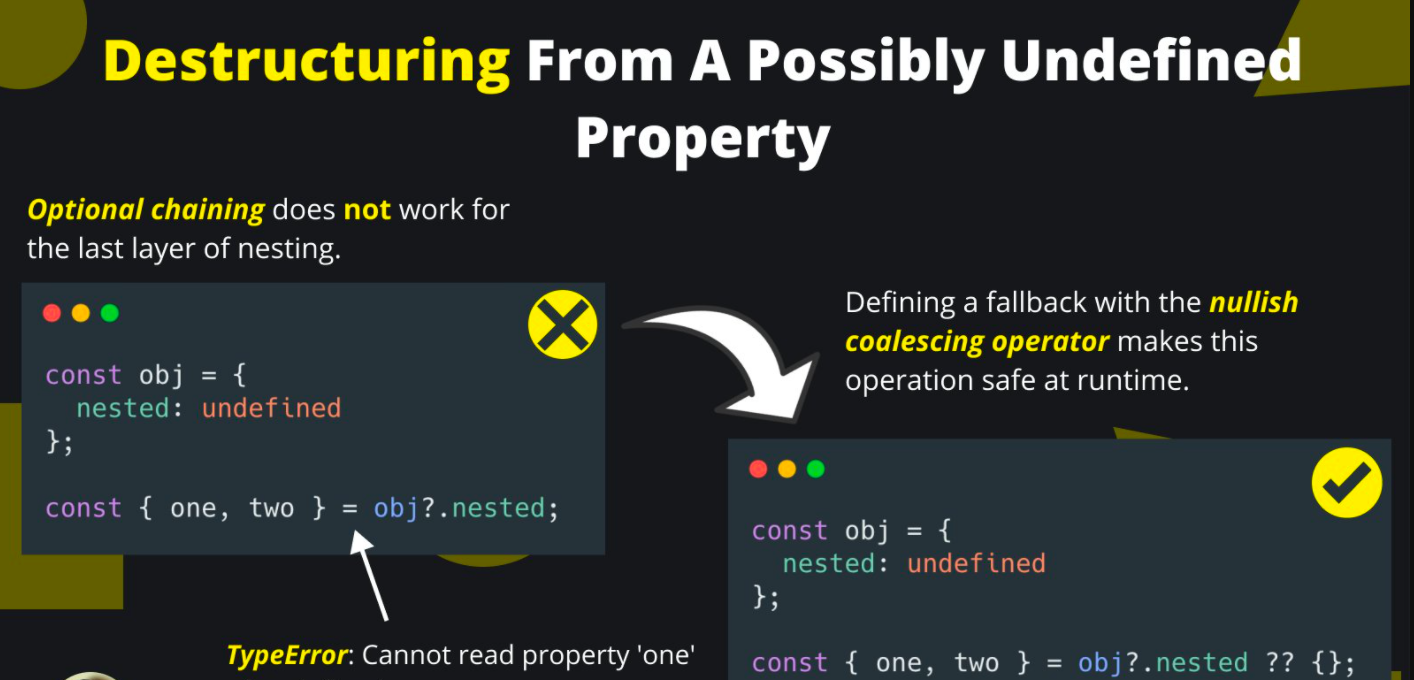 Destructuring From A Possibly Undefined
Property
Optional chaining does not work for
the last layer of nesting.
const obj = {
  nested: undefined
};
const { one, two } = obj?.nested;
TypeError: Cannot read property 'one'
Defining a fallback with the nullish
coalescing operator makes this
operation safe at runtime.
const obj = {
  nested: undefined
};
const { one, two } = obj?.nested ?? {};